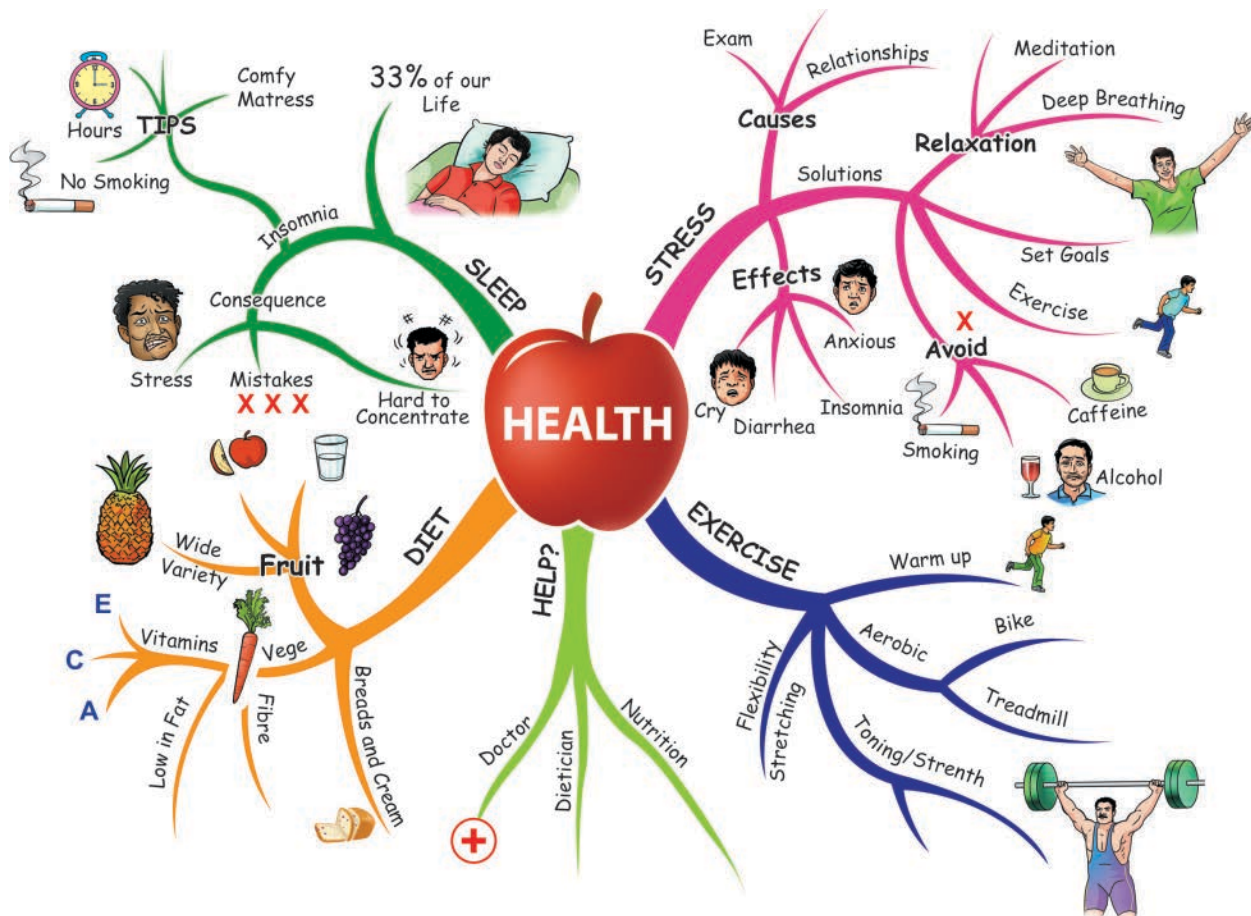 HEALTH
SLEEP
33% of our
Life
Insomnia
TIPS
Hours
Comfy
Matress
No Smoking
Consequence
Stress
Mistakes
X X X
Hard to
Concentrate
# #
STRESS
Causes
Exam
Relationships
Solutions
Relaxation
Meditation
Deep Breathing
Set Goals
Exercise
X
Avoid
Caffeine
Smoking
Alcohol
Effects
Anxious
Cry
Diarrhea
Insomnia
DIET
Fruit
Wide
Variety
Vege
Vitamins
E
C
A
Low in Fat
Fibre
Breads and Cream
HELP?
Doctor
Dietician
Nutrition
EXERCISE
Warm up
Aerobic
Bike
Treadmill
Flexibility
Stretching
Toning/Strenth